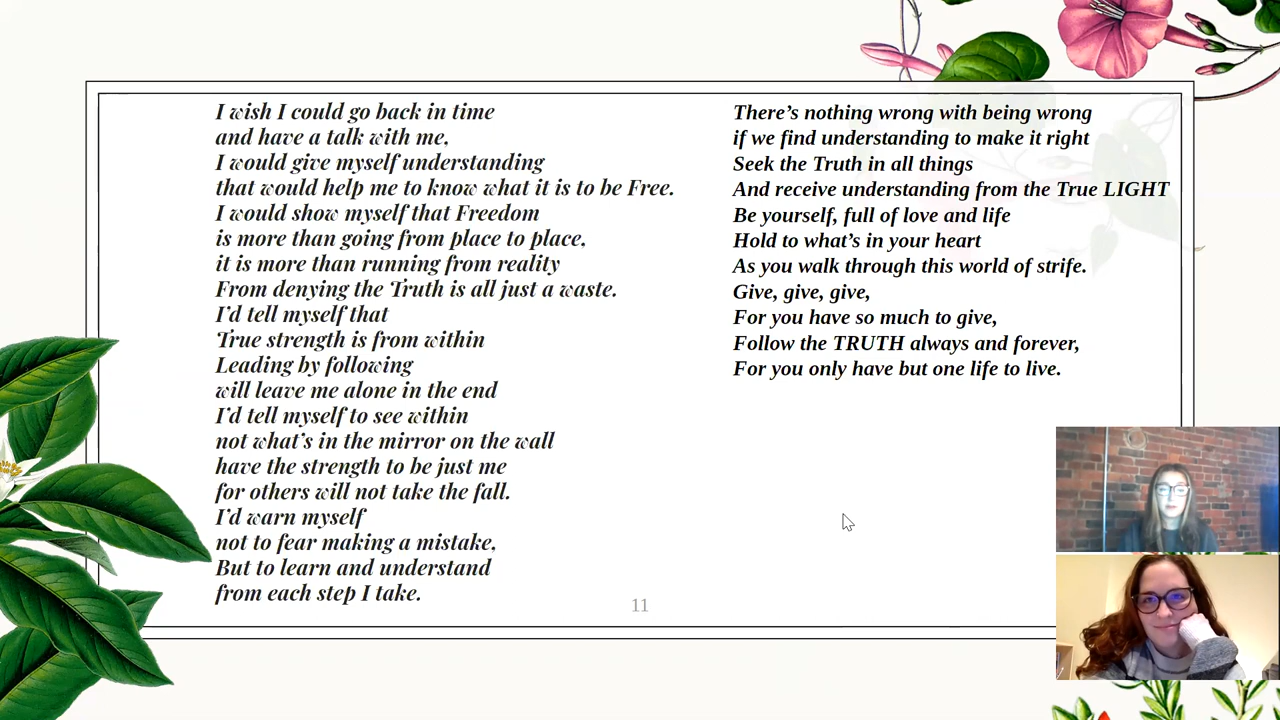 I wish I could go back in time
and have a talk with me,
I would give myself understanding
that would help me to know what it is to be Free.
I would show myself that Freedom
is more than going from place to place,
it is more than running from reality
From denying the Truth is all just a waste.
I'd tell myself that
True strength is from within
Leading by following
will leave me alone in the end
I'd tell myself to see within
not what's in the mirror on the wall
have the strength to be just me
for others will not take the fall.
I'd warn myself
not to fear making a mistake,
But to learn and understand
from each step I take.
There's nothing wrong with being wrong
if we find understanding to make it right
Seek the Truth in all things
And receive understanding from the True LIGHT
Be yourself, full of love and life
Hold to what's in your heart
As you walk through this world of strife.
Give, give, give,
For you have so much to give,
Follow the TRUTH always and forever,
For you only have but one life to live.
11